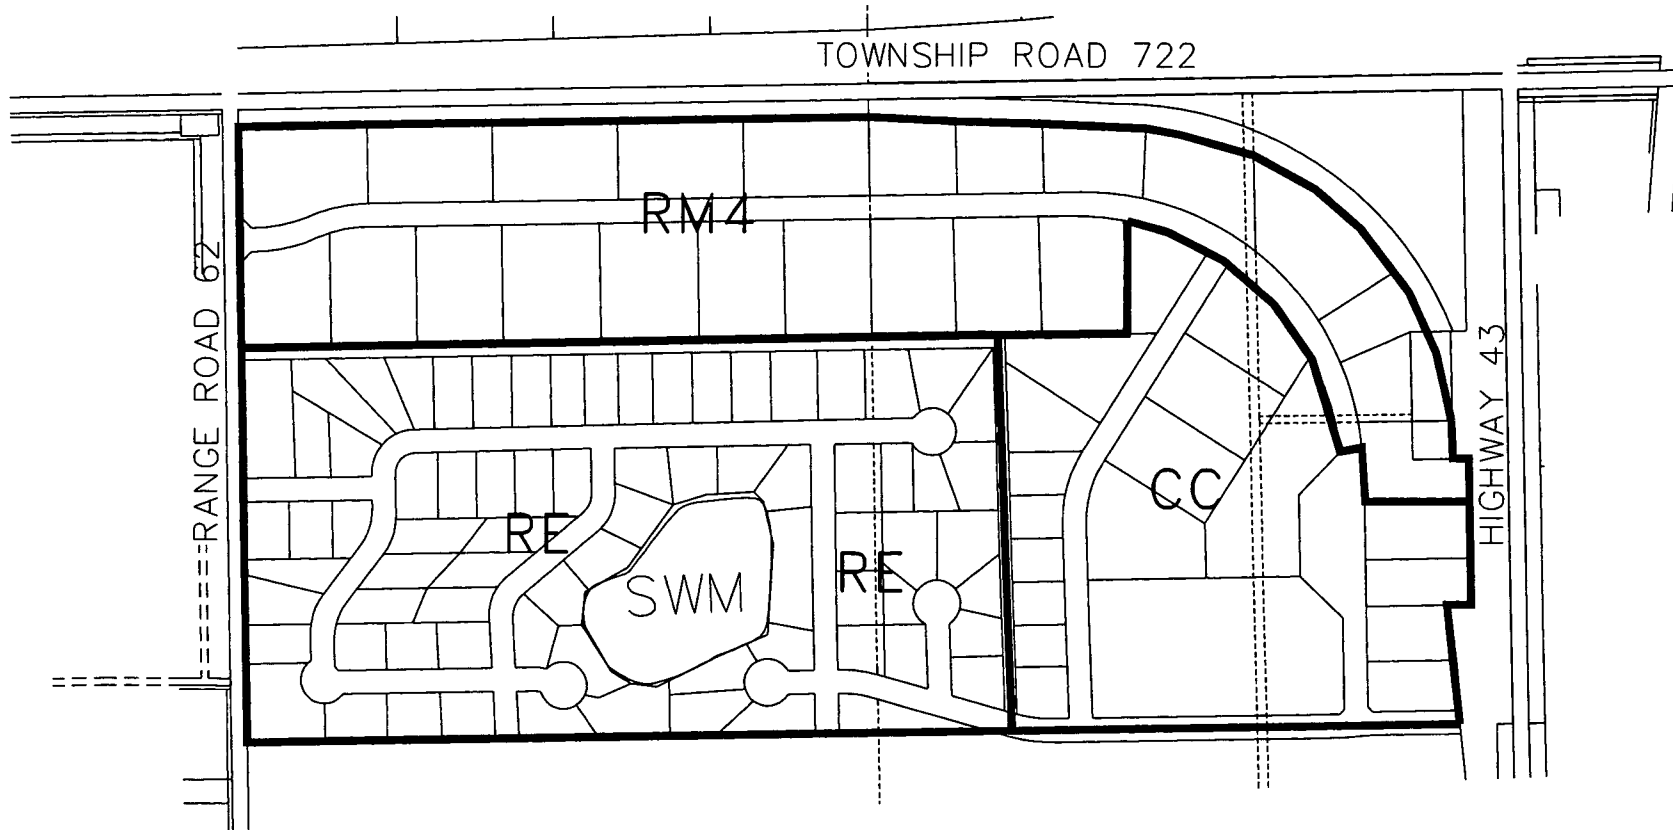 TOWNSHIP ROAD 722
RM4
RANGE ROAD 62
HIGHWAY 43
CC
RE
RE
SWM